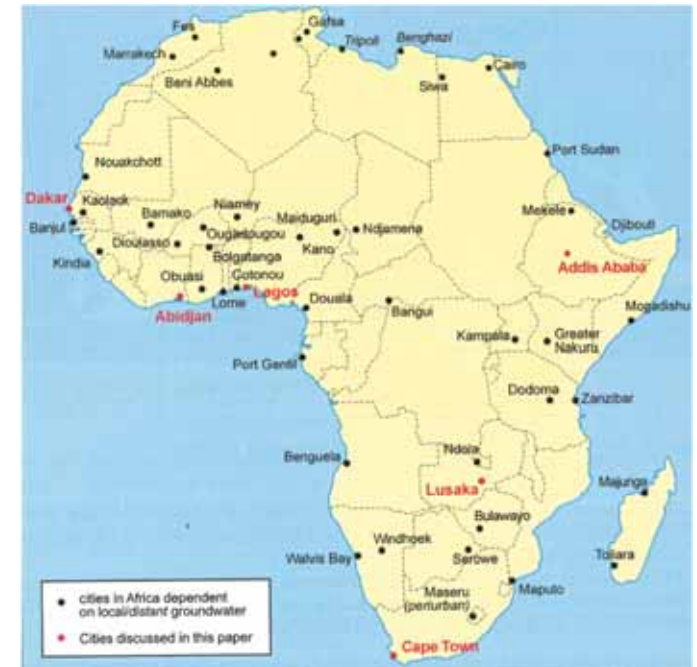 Gafsa
Fes
Tripoli
Benghazi
Marrakech
Cairo
Beni Abbes
Siwa
Port Sudan
Nouakchott
Dakar
Kaolack
Niamey
Mekele
Banjul
Bamako
Maiduguri
Djibouti
Ouagadougou
Ndjamena
Dioulasso
Kano
Kindia
Bolgatanga
Addis Ababa
Obuasi
Cotonou
Lagos
Lome
Douala
Abidjan
Bangui
Mogadishu
Kampala
Greater
Nakuru
Port Gentil
Dodoma
Zanzibar
Ndola
Benguela
Lusaka
Majunga
Bulawayo
Windhoek
Walvis Bay
Serowe
Toliara
Maseru
(periurban)
Maputo
Cape Town
cities in Africa dependent
on local/distant groundwater
Cities discussed in this paper